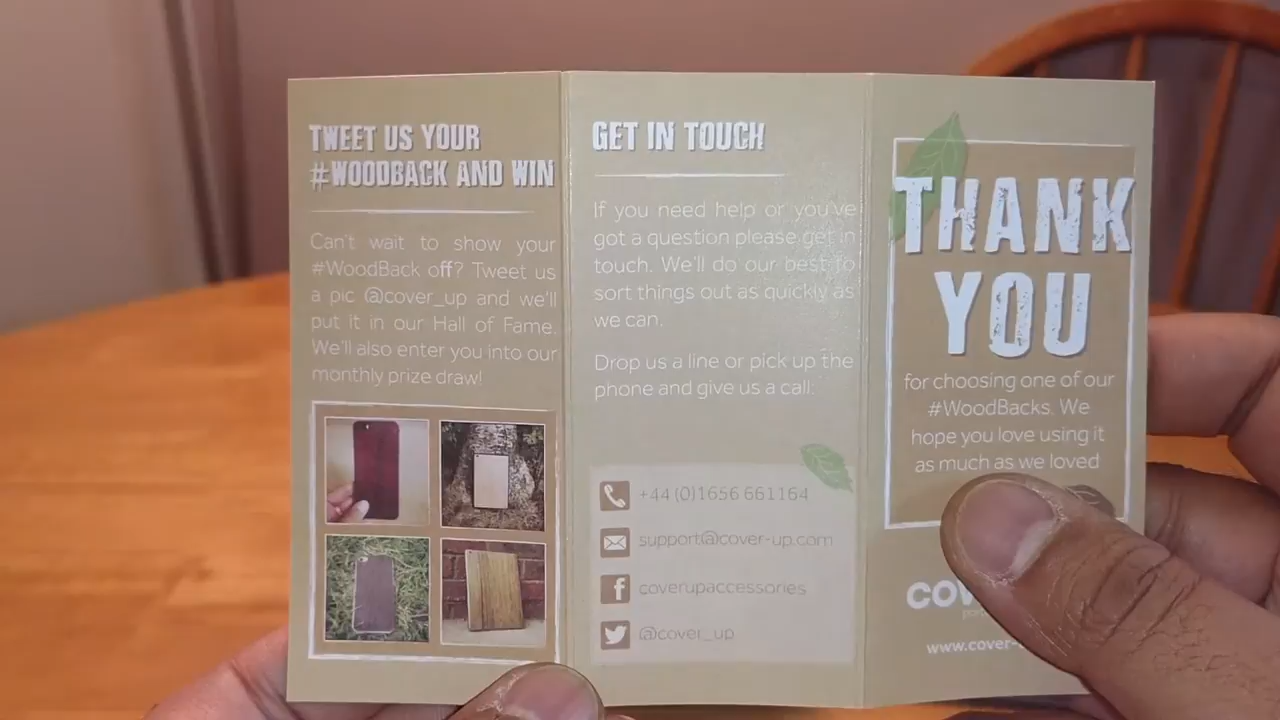 TWEET US YOUR
#WOODBACK AND WIN
Can't wait to show your
#WoodBack off? Tweet us
a pic @cover_up and we'll
put it in our Hall of Fame.
We'll also enter you into our
monthly prize draw!
GET IN TOUCH
If you need help or you've
got a question please get in
touch. We'll do our best to
sort things out as quickly as
we can.
Drop us a line or pick up the
phone and give us a call:
+44 (0)1656 661164
support@cover-up.com
coverupaccessories
@cover_up
THANK
YOU
for choosing one of our
#WoodBacks. We
hope you love using it
as much as we loved